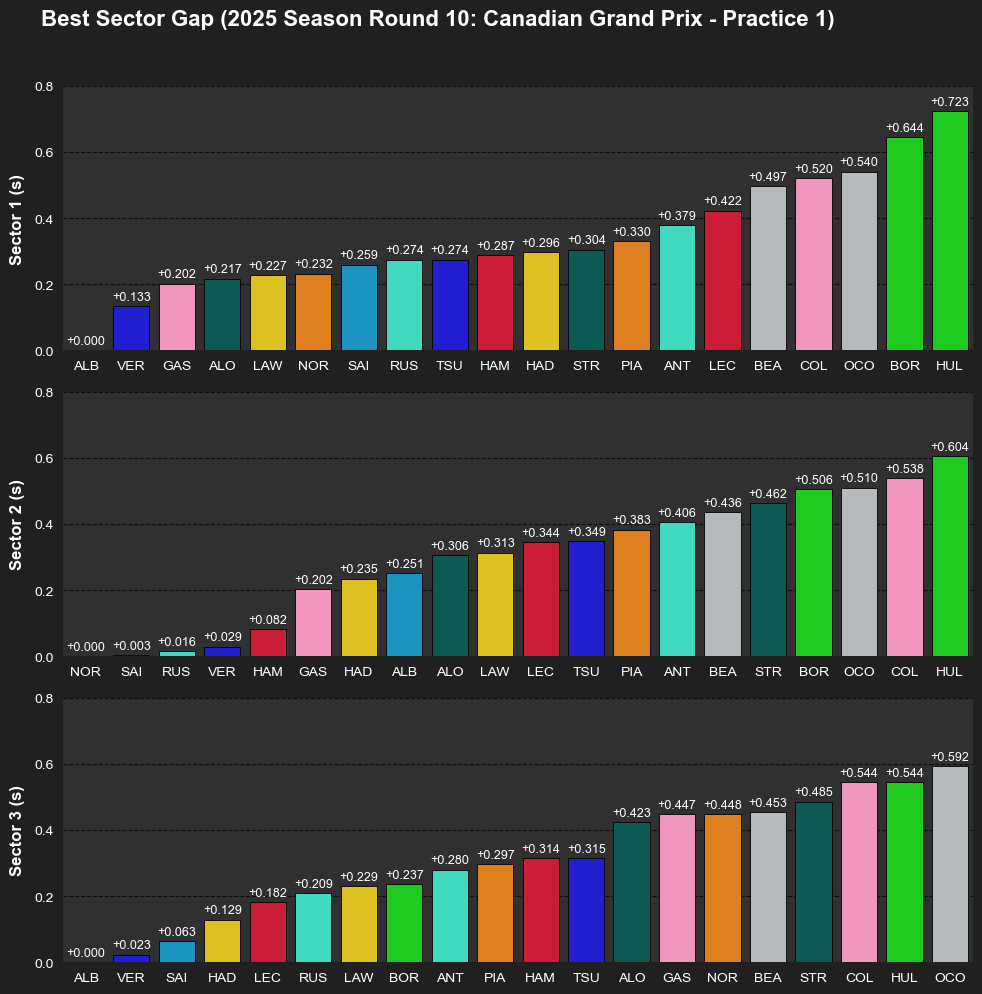 Best Sector Gap (2025 Season Round 10: Canadian Grand Prix - Practice 1)
Sector 1 (s)
0.8
0.6
0.4
0.2
0.0
+0.000 +0.133 +0.202 +0.217 +0.227 +0.232 +0.259 +0.274 +0.274 +0.287 +0.296 +0.304 +0.330 +0.379 +0.422 +0.497 +0.520 +0.540 +0.644 +0.723
ALB VER GAS ALO LAW NOR SAI RUS TSU HAM HAD STR PIA ANT LEC BEA COL OCO BOR HUL
Sector 2 (s)
0.8
0.6
0.4
0.2
0.0
+0.000 +0.003 +0.016 +0.029 +0.082 +0.202 +0.235 +0.251 +0.306 +0.313 +0.344 +0.349 +0.383 +0.406 +0.436 +0.462 +0.506 +0.510 +0.538 +0.604
NOR SAI RUS VER HAM GAS HAD ALB ALO LAW LEC TSU PIA ANT BEA STR BOR OCO COL HUL
Sector 3 (s)
0.8
0.6
0.4
0.2
0.0
+0.000 +0.023 +0.063 +0.129 +0.182 +0.209 +0.229 +0.237 +0.280 +0.297 +0.314 +0.315 +0.423 +0.447 +0.448 +0.453 +0.485 +0.544 +0.544 +0.592
ALB VER SAI HAD LEC RUS LAW BOR ANT PIA HAM TSU ALO GAS NOR BEA STR COL HUL OCO